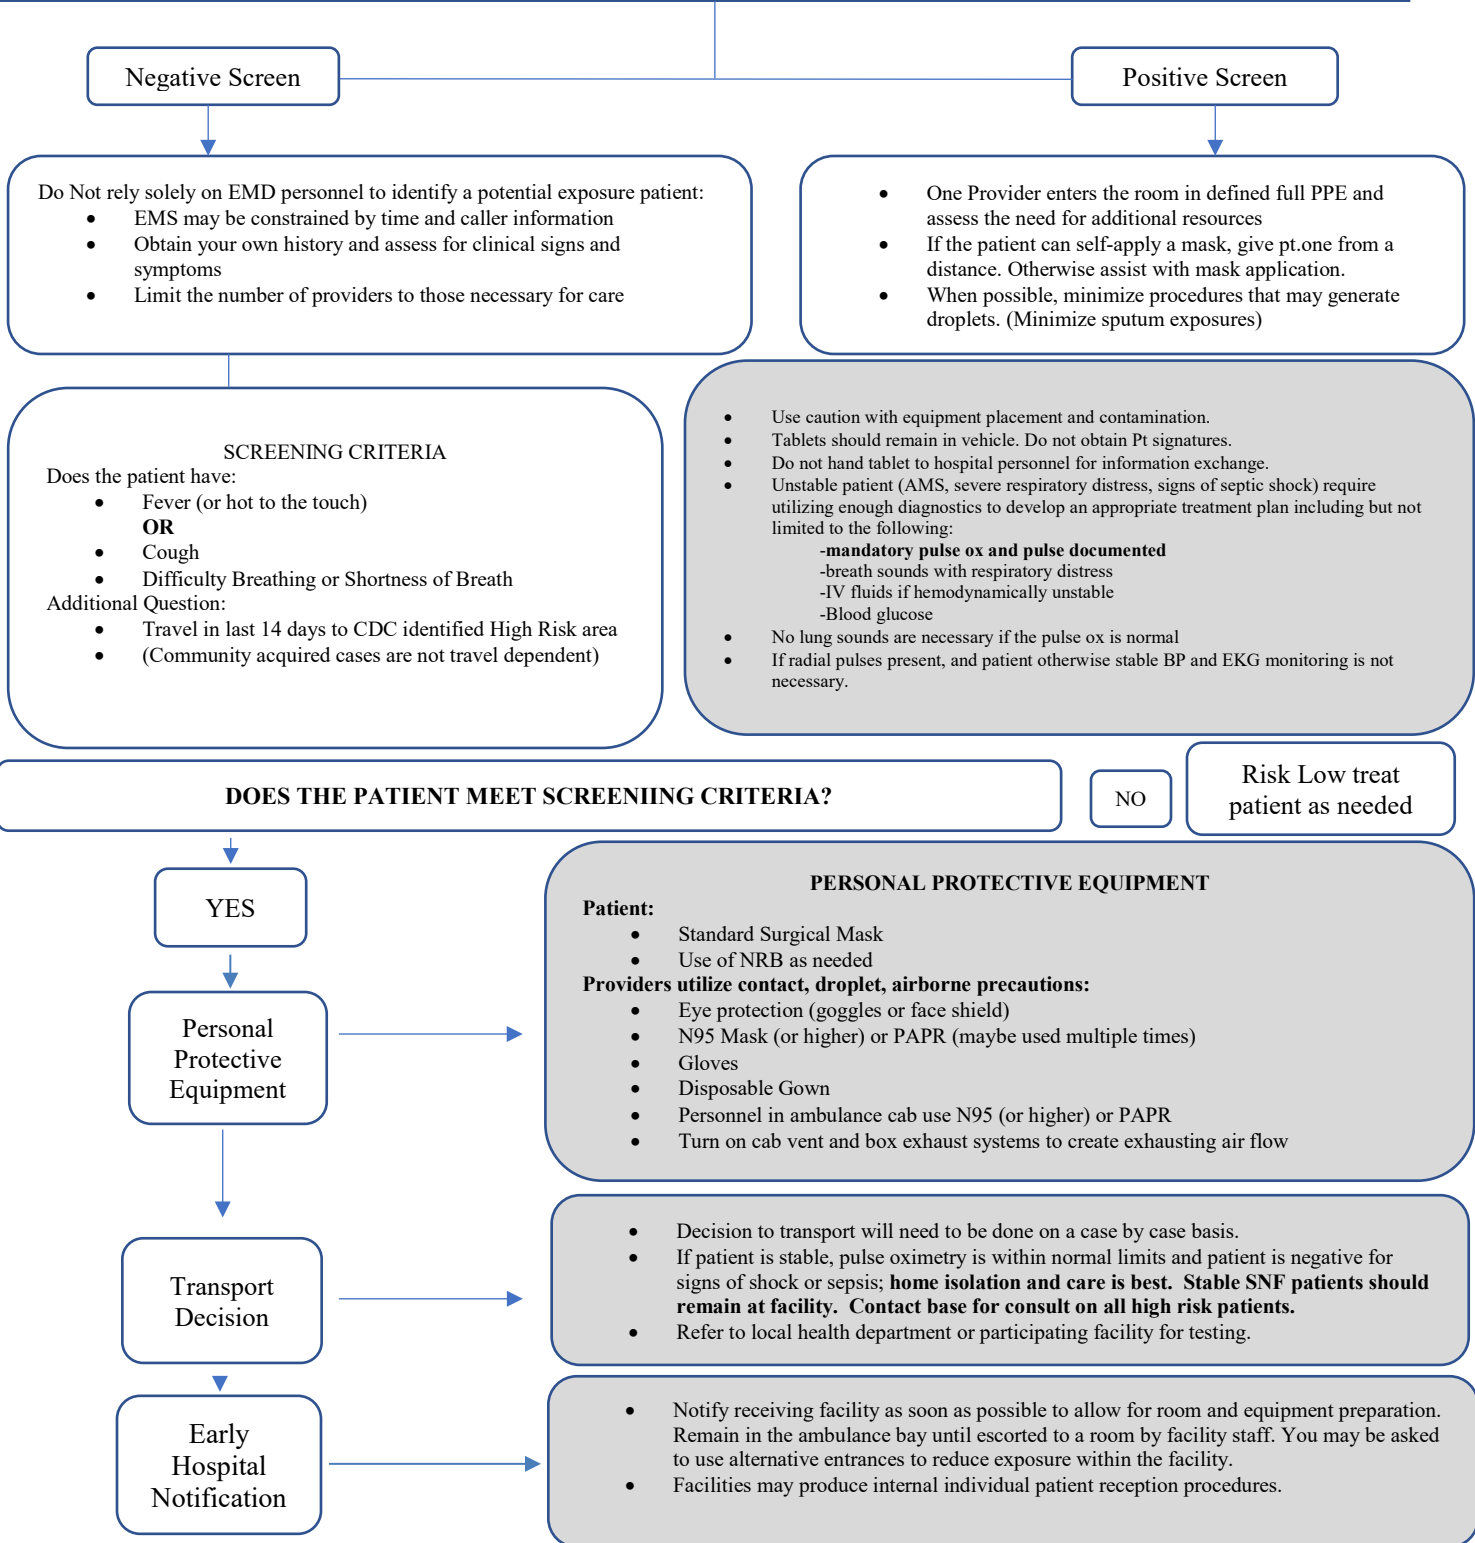 Negative Screen
Positive Screen
Do Not rely solely on EMD personnel to identify a potential exposure patient:
• EMS may be constrained by time and caller information
• Obtain your own history and assess for clinical signs and
symptoms
• Limit the number of providers to those necessary for care
• One Provider enters the room in defined full PPE and
assess the need for additional resources
• If the patient can self-apply a mask, give pt.one from a
distance. Otherwise assist with mask application.
• When possible, minimize procedures that may generate
droplets. (Minimize sputum exposures)
SCREENING CRITERIA
Does the patient have:
• Fever (or hot to the touch)
OR
• Cough
• Difficulty Breathing or Shortness of Breath
Additional Question:
• Travel in last 14 days to CDC identified High Risk area
• (Community acquired cases are not travel dependent)
• Use caution with equipment placement and contamination.
• Tablets should remain in vehicle. Do not obtain Pt signatures.
• Do not hand tablet to hospital personnel for information exchange.
• Unstable patient (AMS, severe respiratory distress, signs of septic shock) require
utilizing enough diagnostics to develop an appropriate treatment plan including but not
limited to the following:
-mandatory pulse ox and pulse documented
-breath sounds with respiratory distress
-IV fluids if hemodynamically unstable
-Blood glucose
• No lung sounds are necessary if the pulse ox is normal
• If radial pulses present, and patient otherwise stable BP and EKG monitoring is not
necessary.
DOES THE PATIENT MEET SCREENIING CRITERIA?
NO
Risk Low treat
patient as needed
YES
Personal
Protective
Equipment
PERSONAL PROTECTIVE EQUIPMENT
Patient:
• Standard Surgical Mask
• Use of NRB as needed
Providers utilize contact, droplet, airborne precautions:
• Eye protection (goggles or face shield)
• N95 Mask (or higher) or PAPR (maybe used multiple times)
• Gloves
• Disposable Gown
• Personnel in ambulance cab use N95 (or higher) or PAPR
• Turn on cab vent and box exhaust systems to create exhausting air flow
Transport
Decision
• Decision to transport will need to be done on a case by case basis.
• If patient is stable, pulse oximetry is within normal limits and patient is negative for
signs of shock or sepsis; home isolation and care is best. Stable SNF patients should
remain at facility. Contact base for consult on all high risk patients.
• Refer to local health department or participating facility for testing.
Early
Hospital
Notification
• Notify receiving facility as soon as possible to allow for room and equipment preparation.
Remain in the ambulance bay until escorted to a room by facility staff. You may be asked
to use alternative entrances to reduce exposure within the facility.
• Facilities may produce internal individual patient reception procedures.